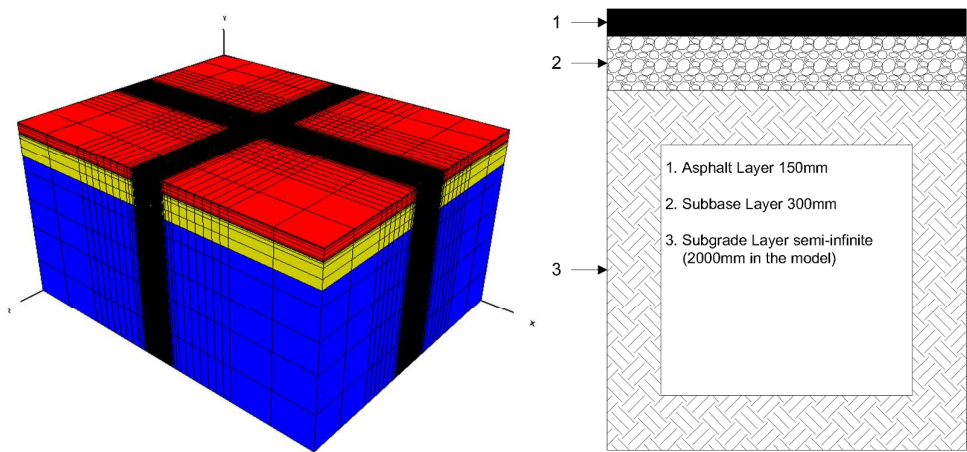 Y
Z
X
1
2
3
1. Asphalt Layer 150mm
2. Subbase Layer 300mm
3. Subgrade Layer semi-infinite
(2000mm in the model)